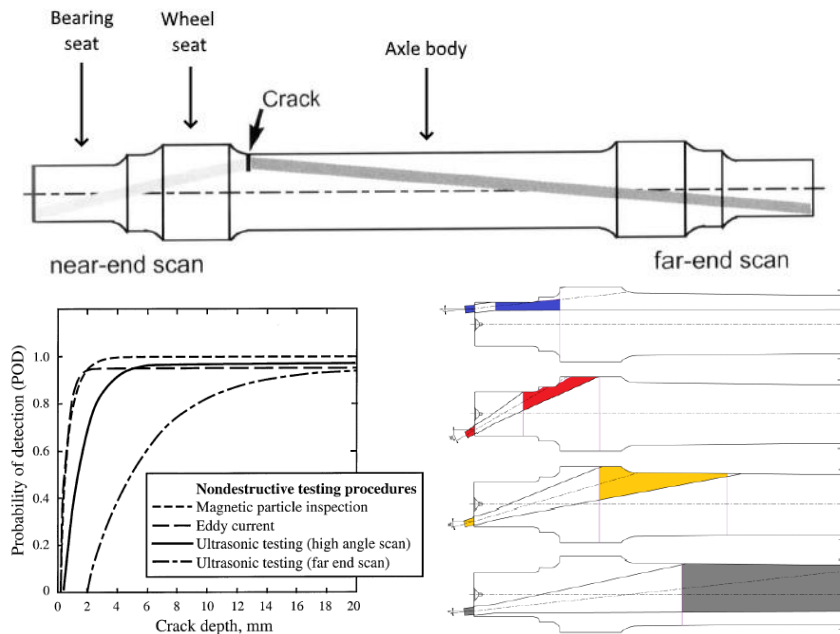 Bearing
seat
Wheel
seat
Axle body
Crack
near-end scan
far-end scan
Probability of detection (POD)
1.0
0.8
0.6
0.4
0.2
0
0 2 4 6 8 10 12 14 16 18 20
Crack depth, mm
Nondestructive testing procedures
Magnetic particle inspection
Eddy current
Ultrasonic testing (high angle scan)
Ultrasonic testing (far end scan)